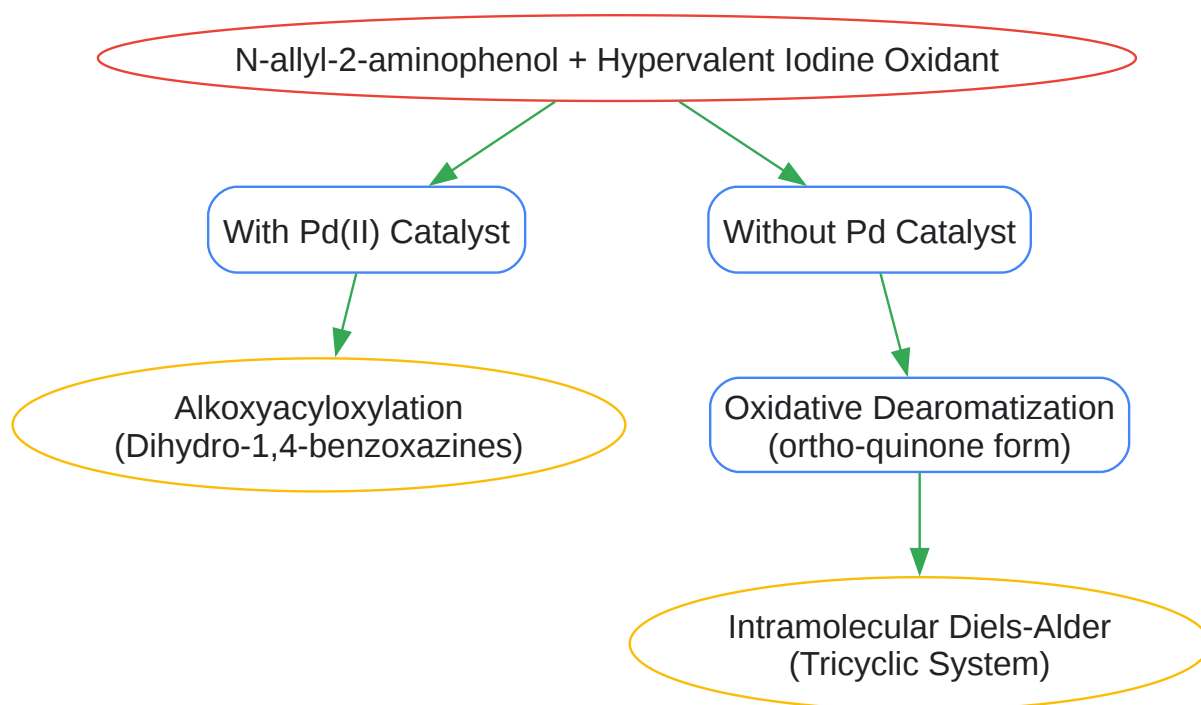 N-allyl-2-aminophenol + Hypervalent Iodine Oxidant
With Pd(II) Catalyst
Without Pd Catalyst
Alkoxyacyloxylation
(Dihydro-1,4-benzoxazines)
Oxidative Dearomatization
(ortho-quinone form)
Intramolecular Diels-Alder
(Tricyclic System)